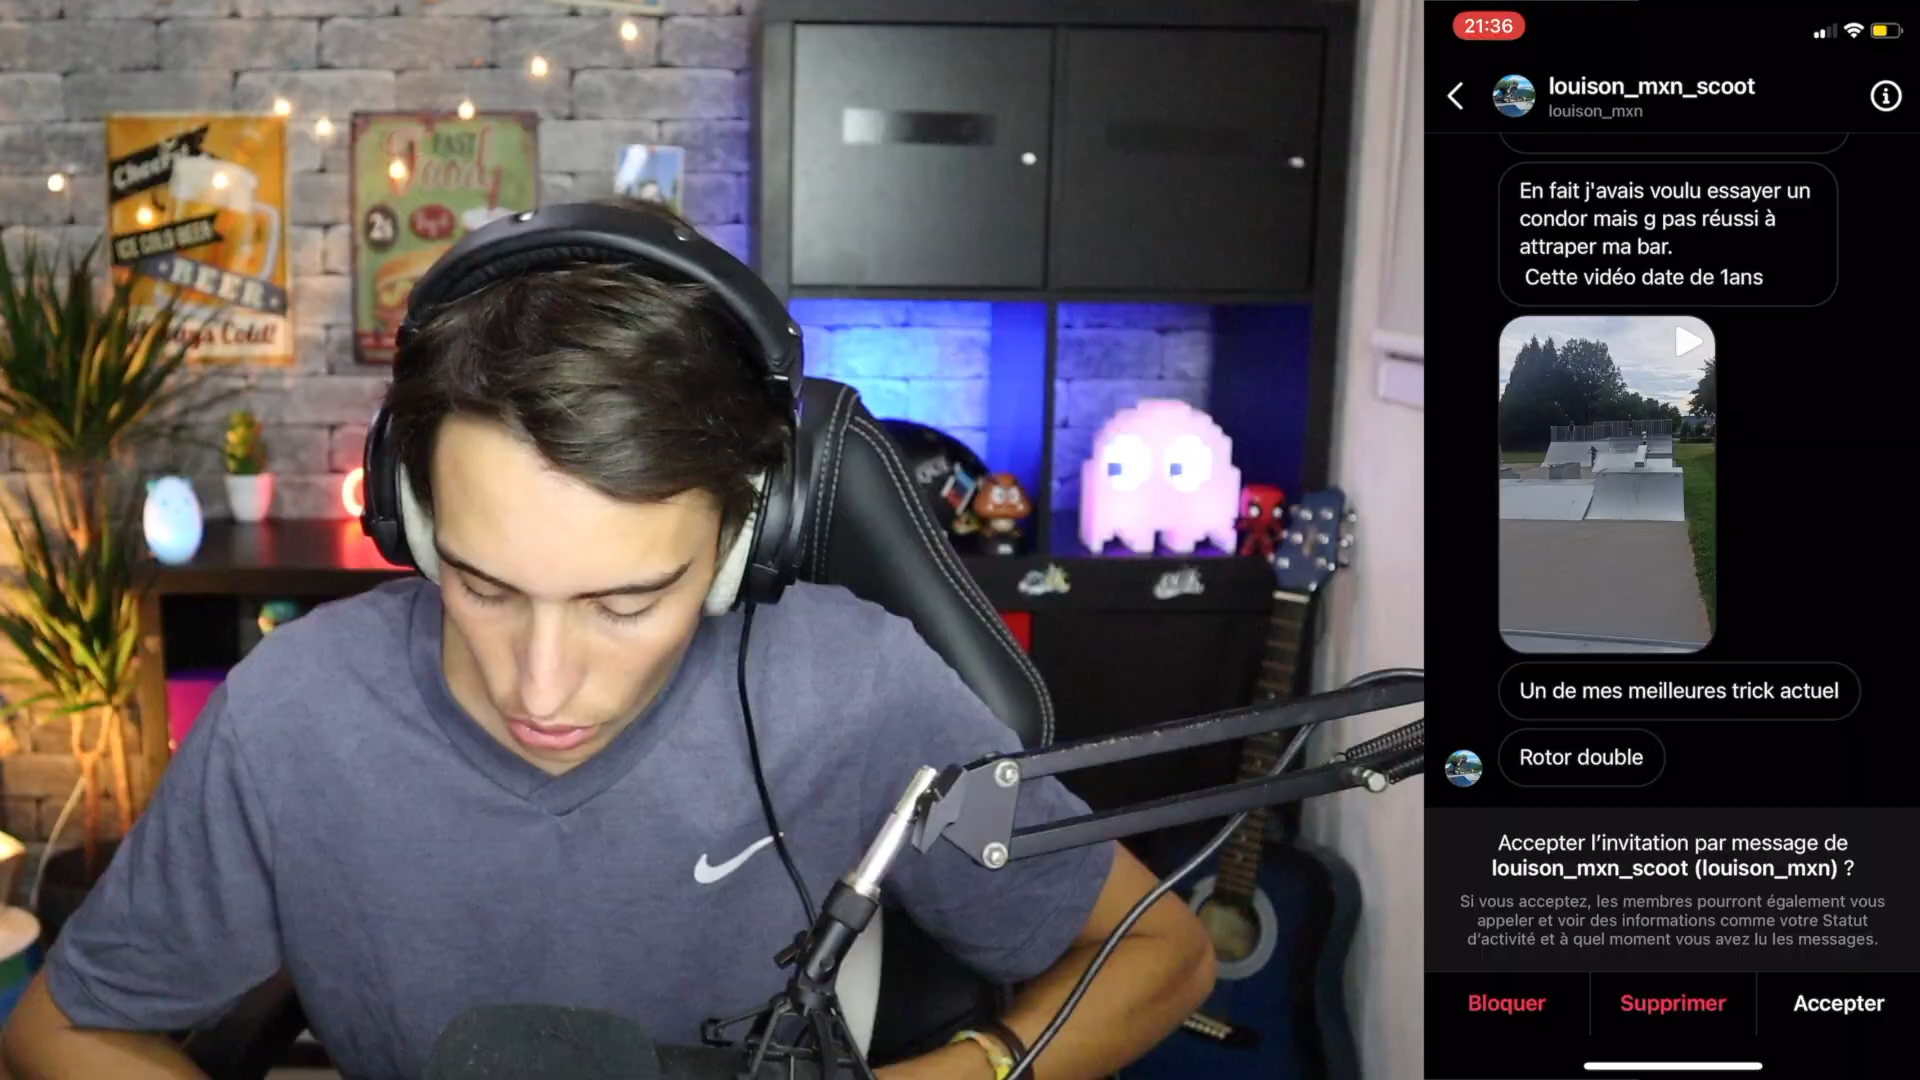 21:36
louison_mxn_scoot
louison_mxn
En fait j'avais voulu essayer un
condor mais g pas réussi à
attraper ma bar.
Cette vidéo date de 1ans
Un de mes meilleures trick actuel
Rotor double
Accepter l'invitation par message de
louison_mxn_scoot (louison_mxn) ?
Si vous acceptez, les membres pourront également vous
appeler et voir des informations comme votre Statut
d'activité et à quel moment vous avez lu les messages.
Bloquer
Supprimer
Accepter
ICE COLD BEER
BEER
Cold!
FAST
Food